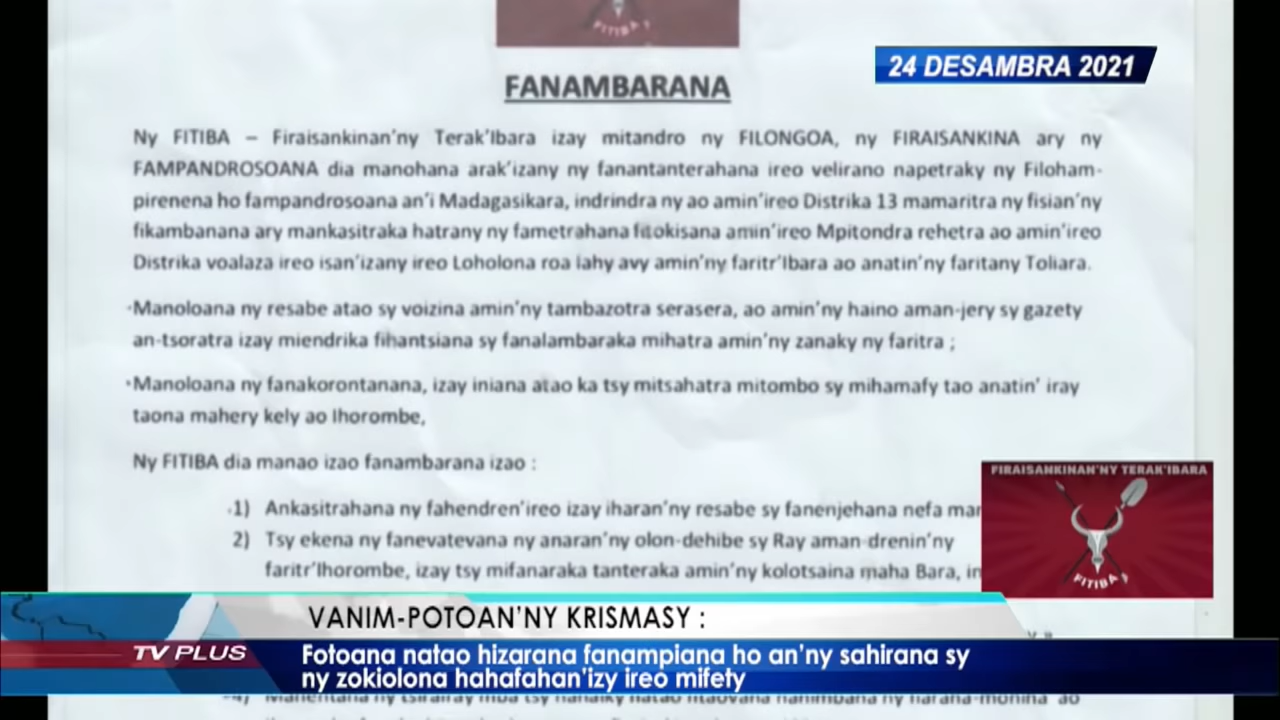 FITIBA
24 DESAMBRA 2021
FANAMBARANA
Ny FITIBA – Firaisankinan'ny Terak'Ibara izay mitandro ny FILONGOA, ny FIRAISANKINA ary ny
FAMPANDROSOANA dia manohana arak'izany ny fanantanterahana ireo velirano napetraky ny Filoham-
pirenena ho fampandrosoana an'i Madagasikara, indrindra ny ao amin'ireo Distrika 13 mamaritra ny fisian'ny
fikambanana ary mankasitraka hatrany ny fametrahana fitokisana amin'ireo Mpitondra rehetra ao amin'ireo
Distrika voalaza ireo isan'izany ireo Loholona roa lahy avy amin'ny faritr'Ibara ao anatin'ny faritany Toliara.
·Manoloana ny resabe atao sy voizina amin'ny tambazotra serasera, ao amin'ny haino aman-jery sy gazety
an-tsoratra izay miendrika fihantsiana sy fanalambaraka mihatra amin'ny zanaky ny faritra ;
·Manoloana ny fanakorontanana, izay iniana atao ka tsy mitsahatra mitombo sy mihamafy tao anatin' iray
taona mahery kely ao Ihorombe,
Ny FITIBA dia manao izao fanambarana izao :
1) Ankasitrahana ny fahendren'ireo izay iharan'ny resabe sy fanenjehana nefa
2) Tsy ekena ny fanevatevana ny anaran'ny olon-dehibe sy Ray aman-drenin'ny
faritr'Ihorombe, izay tsy mifanaraka tanteraka amin'ny kolotsaina maha Bara,
FIRAISANKINAN'NY TERAK'IBARA
FITIBA
VANIM-POTOAN'NY KRISMASY :
TV PLUS
Fotoana natao hizarana fanampiana ho an'ny sahirana sy
ny zokiolona hahafahan'izy ireo mifety